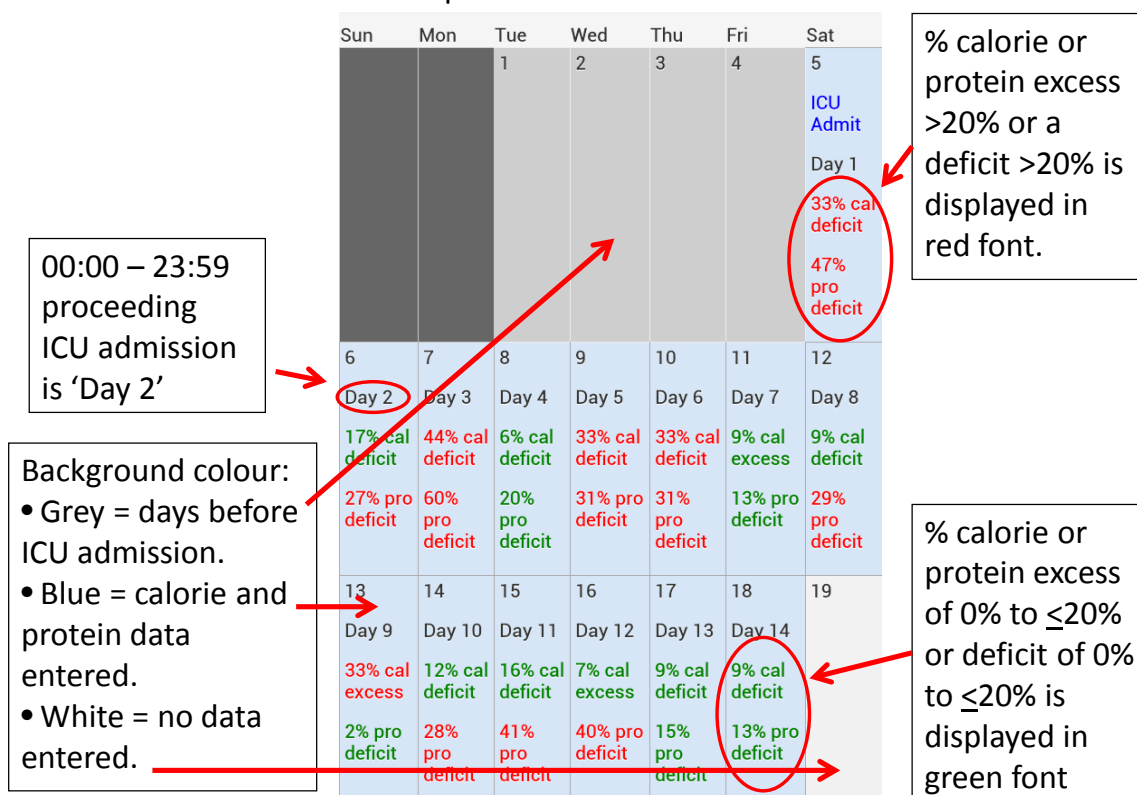 Sun Mon Tue Wed Thu Fri Sat
1 2 3 4 5
ICU
Admit
Day 1
33% cal
deficit
47%
pro
deficit
% calorie or
protein excess
>20% or a
deficit >20% is
displayed in
red font.
00:00 – 23:59
proceeding
ICU admission
is ‘Day 2’
6 7 8 9 10 11 12
Day 2 Day 3 Day 4 Day 5 Day 6 Day 7 Day 8
17% cal 44% cal 6% cal 33% cal 33% cal 9% cal 9% cal
deficit deficit deficit deficit deficit excess deficit
27% pro 60% 20% 31% pro 31% 13% pro 29%
deficit pro pro deficit pro deficit pro
deficit deficit deficit deficit
Background colour:
• Grey = days before
ICU admission.
• Blue = calorie and
protein data
entered.
• White = no data
entered.
13 14 15 16 17 18 19
Day 9 Day 10 Day 11 Day 12 Day 13 Day 14
33% cal 12% cal 16% cal 7% cal 9% cal 9% cal
excess deficit deficit excess deficit deficit
2% pro 28% 41% 40% pro 15% 13% pro
deficit pro pro deficit pro deficit
deficit deficit deficit
% calorie or
protein excess
of 0% to <20%
or deficit of 0%
to <20% is
displayed in
green font